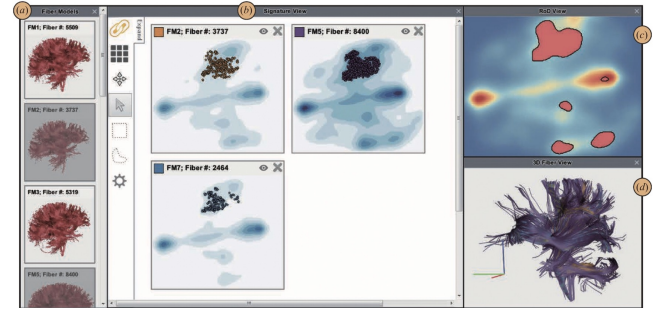 (a)
Fiber Models
FM1; Fiber #: 5509
FM2; Fiber #: 3737
FM3; Fiber #: 5319
FM5; Fiber #: 8400
Expand
(b)
Signature View
FM2; Fiber #: 3737
FM5; Fiber #: 8400
FM7; Fiber #: 2464
RoD View
(c)
3D Fiber View
(d)